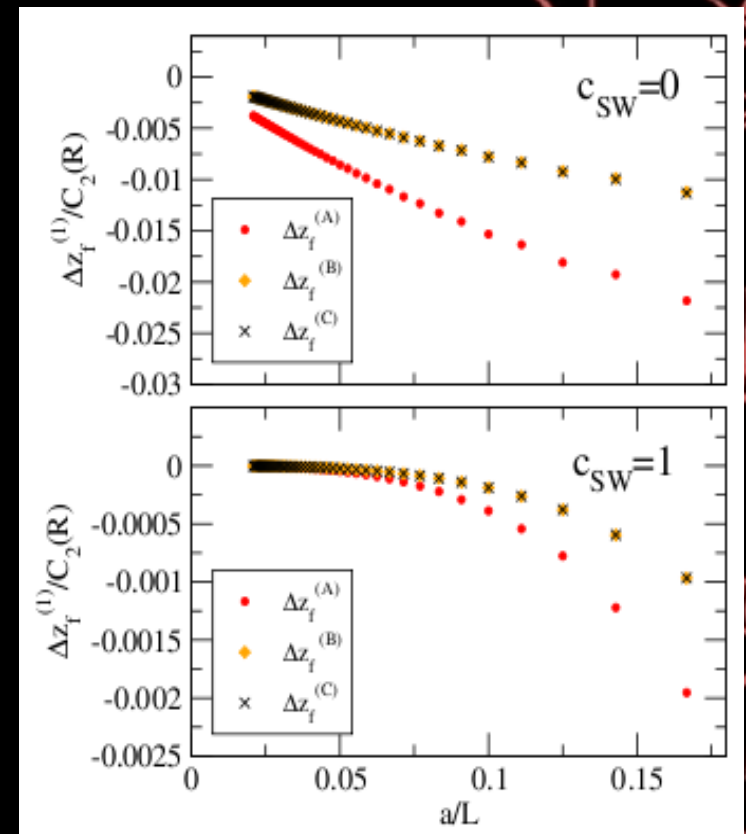 0
-0.005
-0.01
-0.015
-0.02
-0.025
-0.03
Δz_f^(1)/C_2(R)
c_SW=0
Δz_f^(A)
Δz_f^(B)
Δz_f^(C)
0
-0.0005
-0.001
-0.0015
-0.002
-0.0025
Δz_f^(1)/C_2(R)
c_SW=1
Δz_f^(A)
Δz_f^(B)
Δz_f^(C)
0 0.05 0.1 0.15
a/L